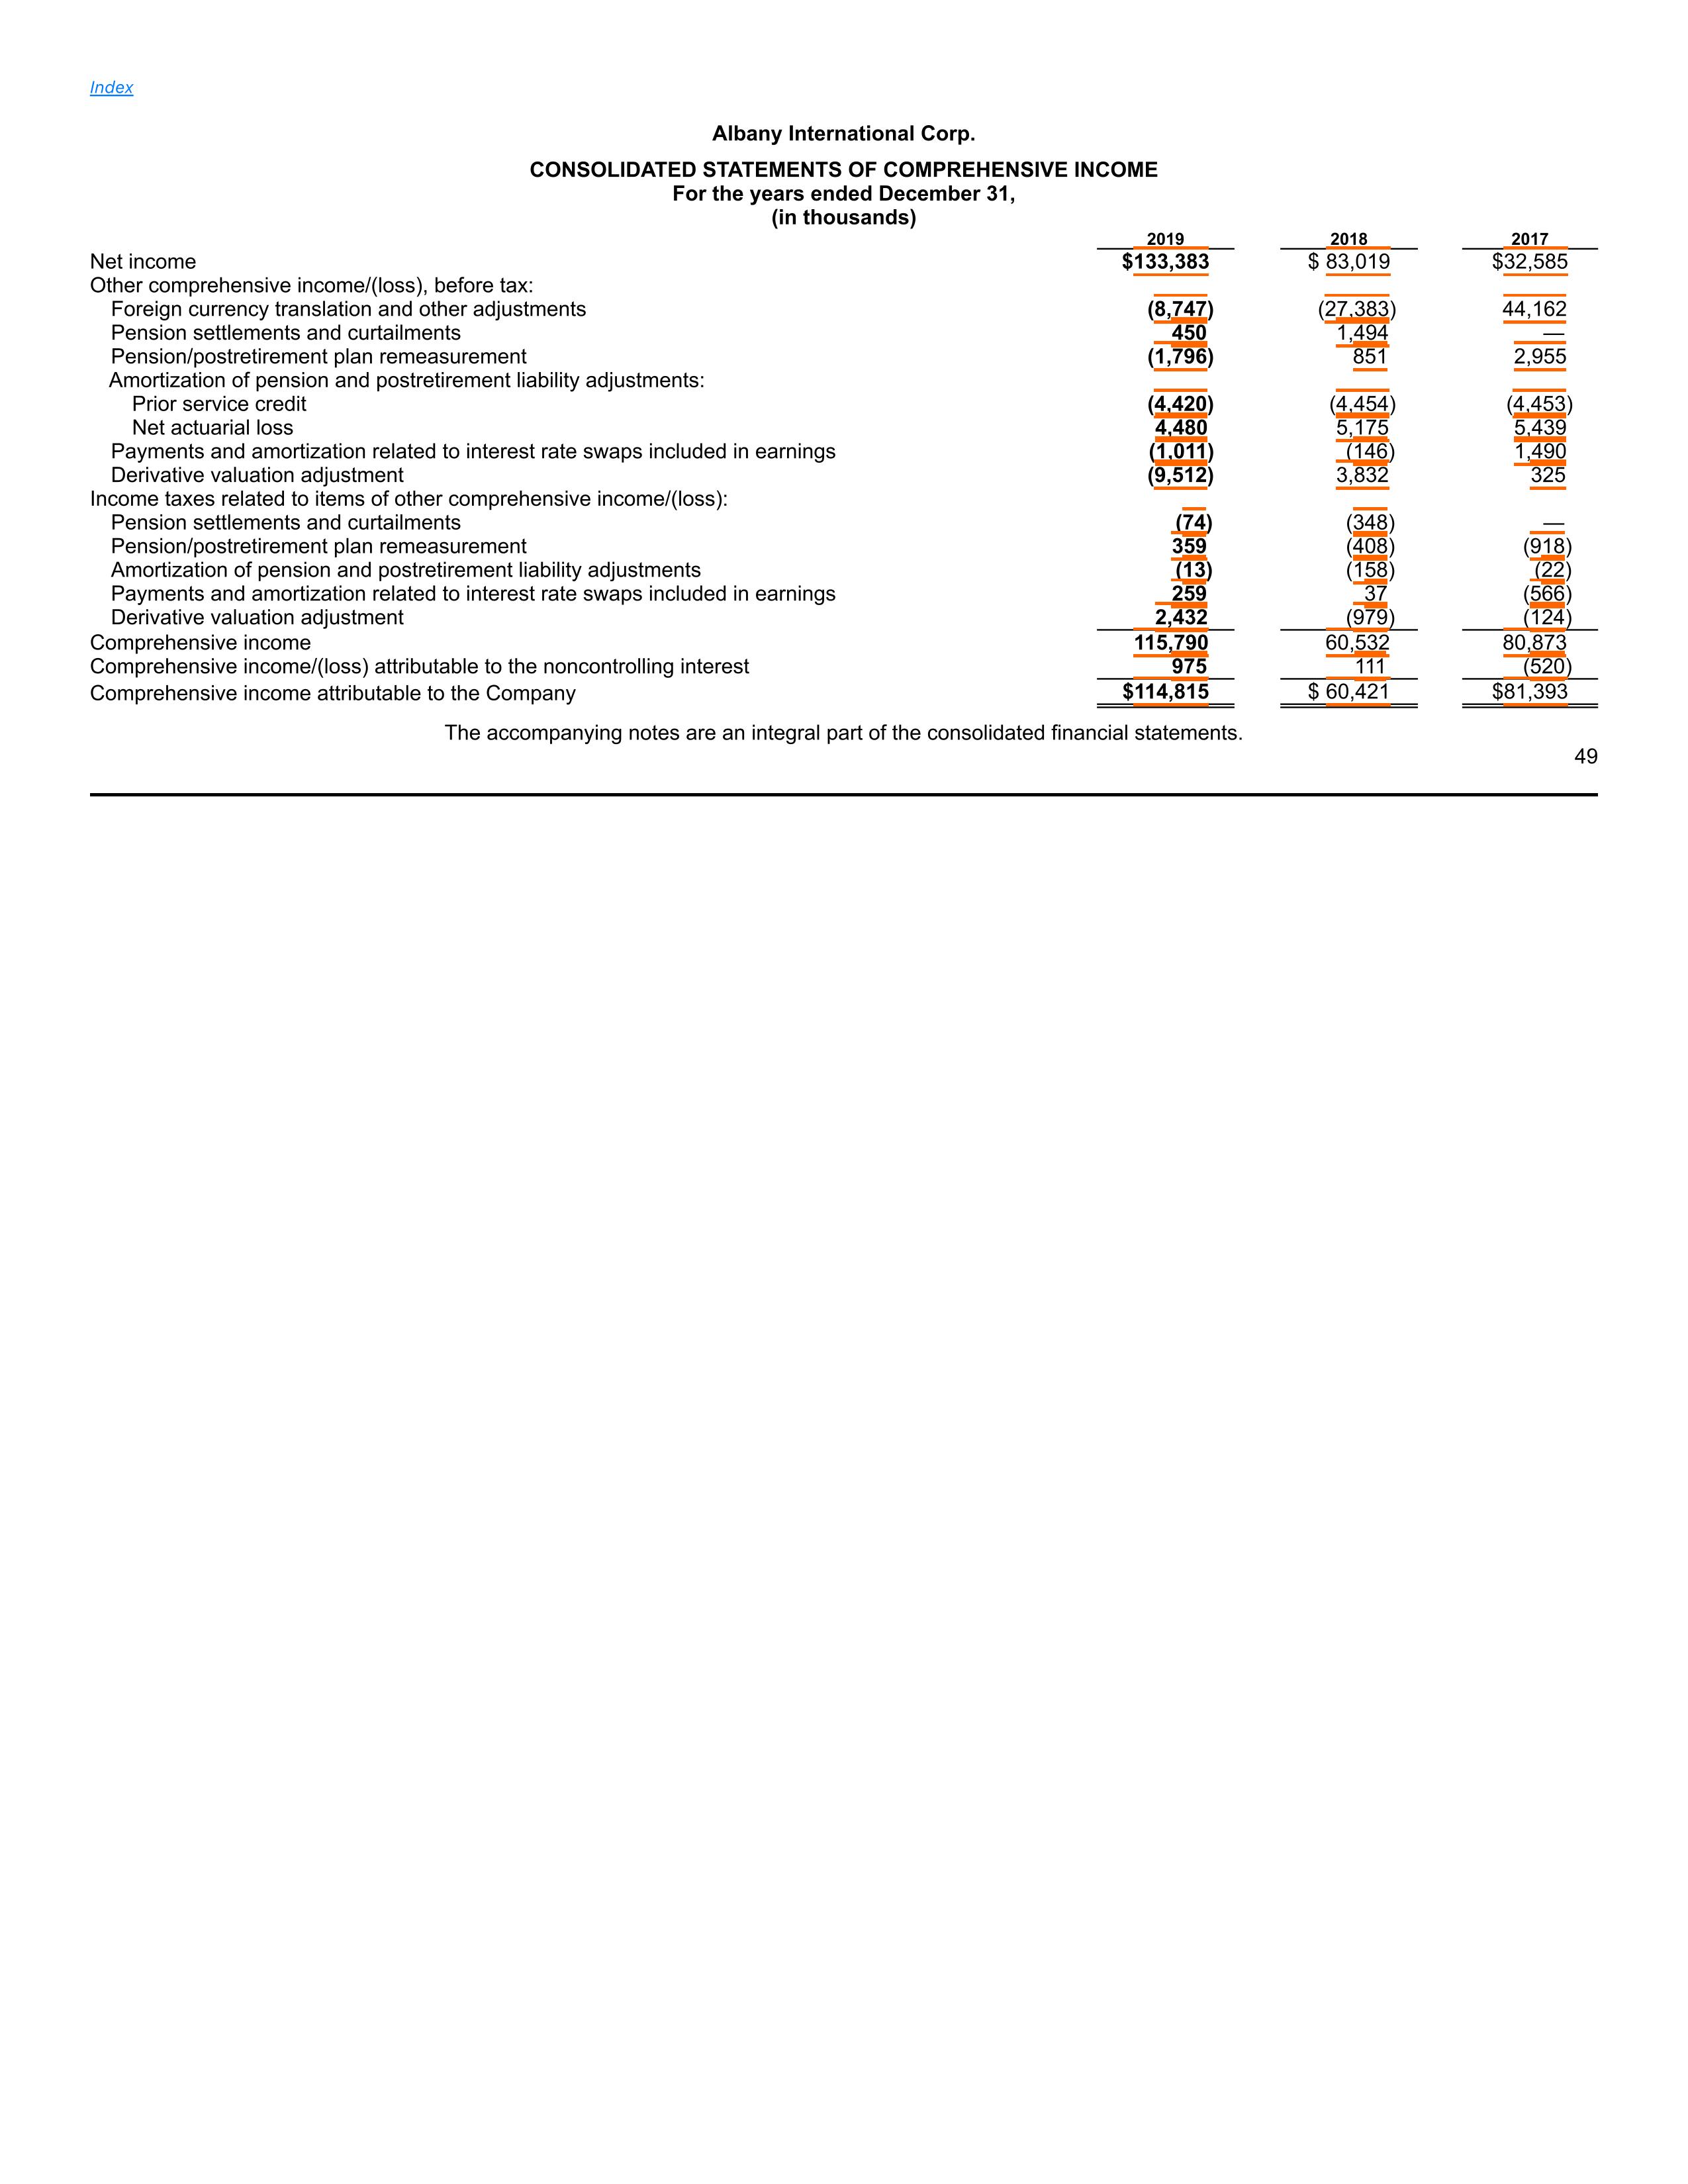 Index
Albany International Corp.
CONSOLIDATED STATEMENTS OF COMPREHENSIVE INCOME
For the years ended December 31,
(in thousands)
2019 2018 2017
Net income $133,383 $ 83,019 $32,585
Other comprehensive income/(loss), before tax:
Foreign currency translation and other adjustments (8,747) (27,383) 44,162
Pension settlements and curtailments 450 1,494 —
Pension/postretirement plan remeasurement (1,796) 851 2,955
Amortization of pension and postretirement liability adjustments:
Prior service credit (4,420) (4,454) (4,453)
Net actuarial loss 4,480 5,175 5,439
Payments and amortization related to interest rate swaps included in earnings (1,011) (146) 1,490
Derivative valuation adjustment (9,512) 3,832 325
Income taxes related to items of other comprehensive income/(loss):
Pension settlements and curtailments (74) (348) —
Pension/postretirement plan remeasurement 359 (408) (918)
Amortization of pension and postretirement liability adjustments (13) (158) (22)
Payments and amortization related to interest rate swaps included in earnings 259 37 (566)
Derivative valuation adjustment 2,432 (979) (124)
Comprehensive income 115,790 60,532 80,873
Comprehensive income/(loss) attributable to the noncontrolling interest 975 111 (520)
Comprehensive income attributable to the Company $114,815 $ 60,421 $81,393
The accompanying notes are an integral part of the consolidated financial statements.
49